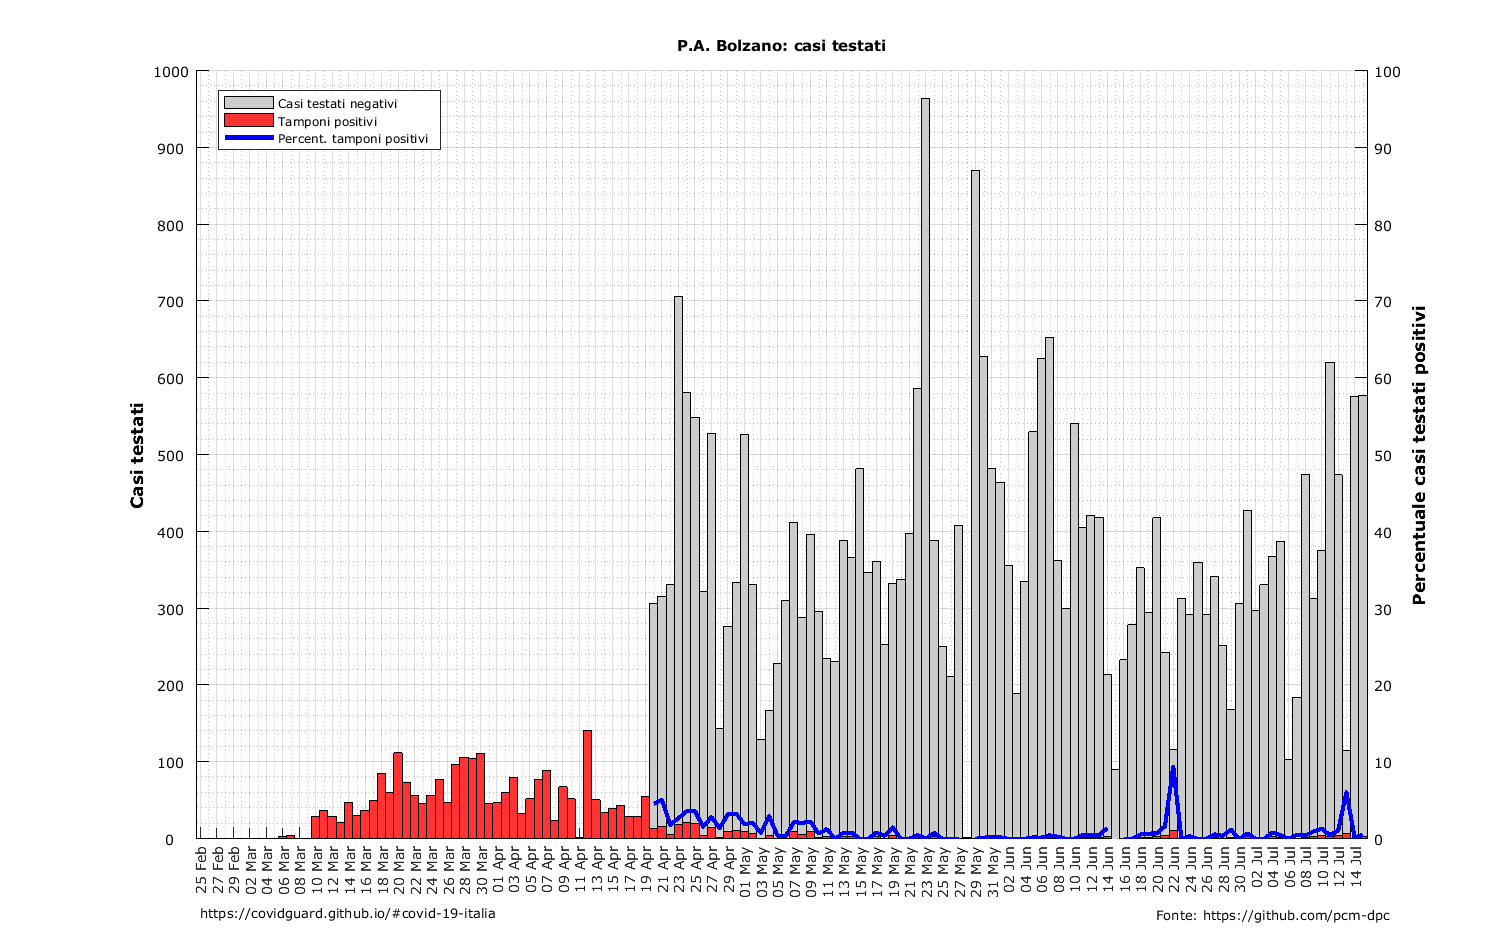 P.A. Bolzano: casi testati
Casi testati negativi
Tamponi positivi
Percent. tamponi positivi
Casi testati
1000
900
800
700
600
500
400
300
200
100
0
Percentuale casi testati positivi
100
90
80
70
60
50
40
30
20
10
0
25 Feb
27 Feb
29 Feb
02 Mar
04 Mar
06 Mar
08 Mar
10 Mar
12 Mar
14 Mar
16 Mar
18 Mar
20 Mar
22 Mar
24 Mar
26 Mar
28 Mar
30 Mar
01 Apr
03 Apr
05 Apr
07 Apr
09 Apr
11 Apr
13 Apr
15 Apr
17 Apr
19 Apr
21 Apr
23 Apr
25 Apr
27 Apr
29 Apr
01 May
03 May
05 May
07 May
09 May
11 May
13 May
15 May
17 May
19 May
21 May
23 May
25 May
27 May
29 May
31 May
02 Jun
04 Jun
06 Jun
08 Jun
10 Jun
12 Jun
14 Jun
16 Jun
18 Jun
20 Jun
22 Jun
24 Jun
26 Jun
28 Jun
30 Jun
02 Jul
04 Jul
06 Jul
08 Jul
10 Jul
12 Jul
14 Jul
https://covidguard.github.io/#covid-19-italia
Fonte: https://github.com/pcm-dpc